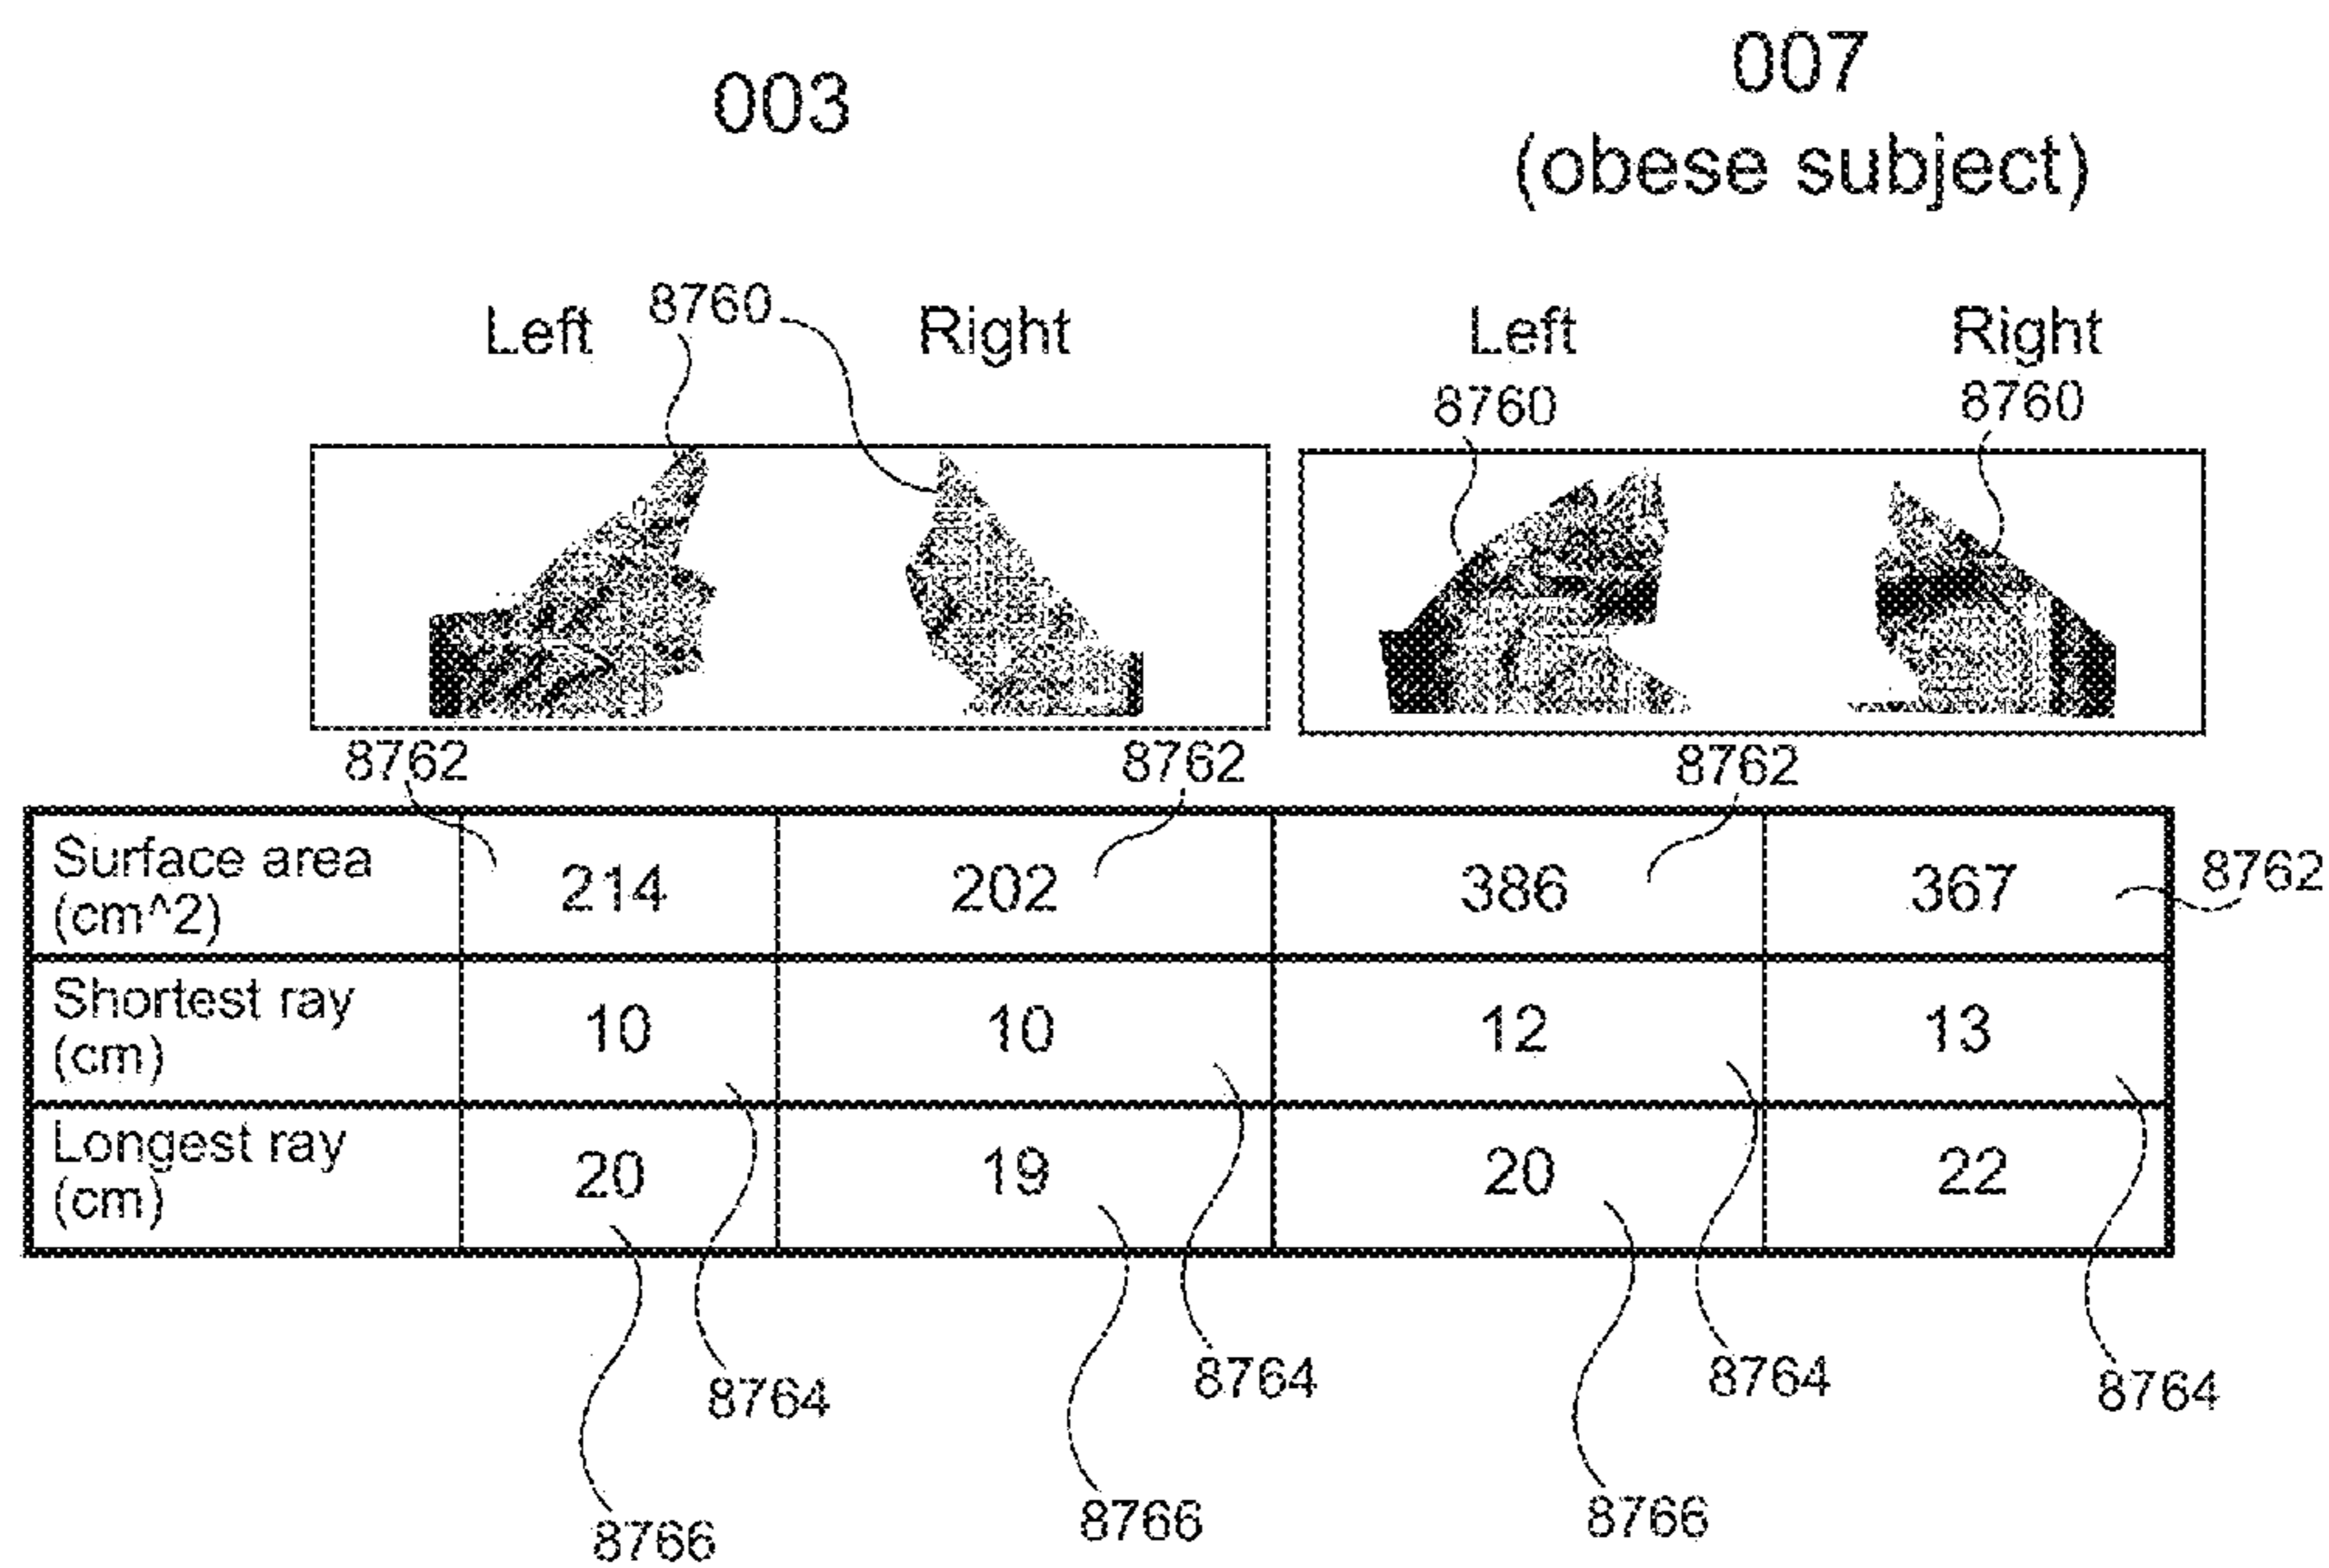 003
007
(obese subject)
Left
8760
Right
Left
Right
8760
8760
8762
8762
8762
Surface area
(cm^2)
214
202
386
367
8762
Shortest ray
(cm)
10
10
12
13
Longest ray
(cm)
20
19
20
22
8764
8764
8764
8764
8766
8766
8766